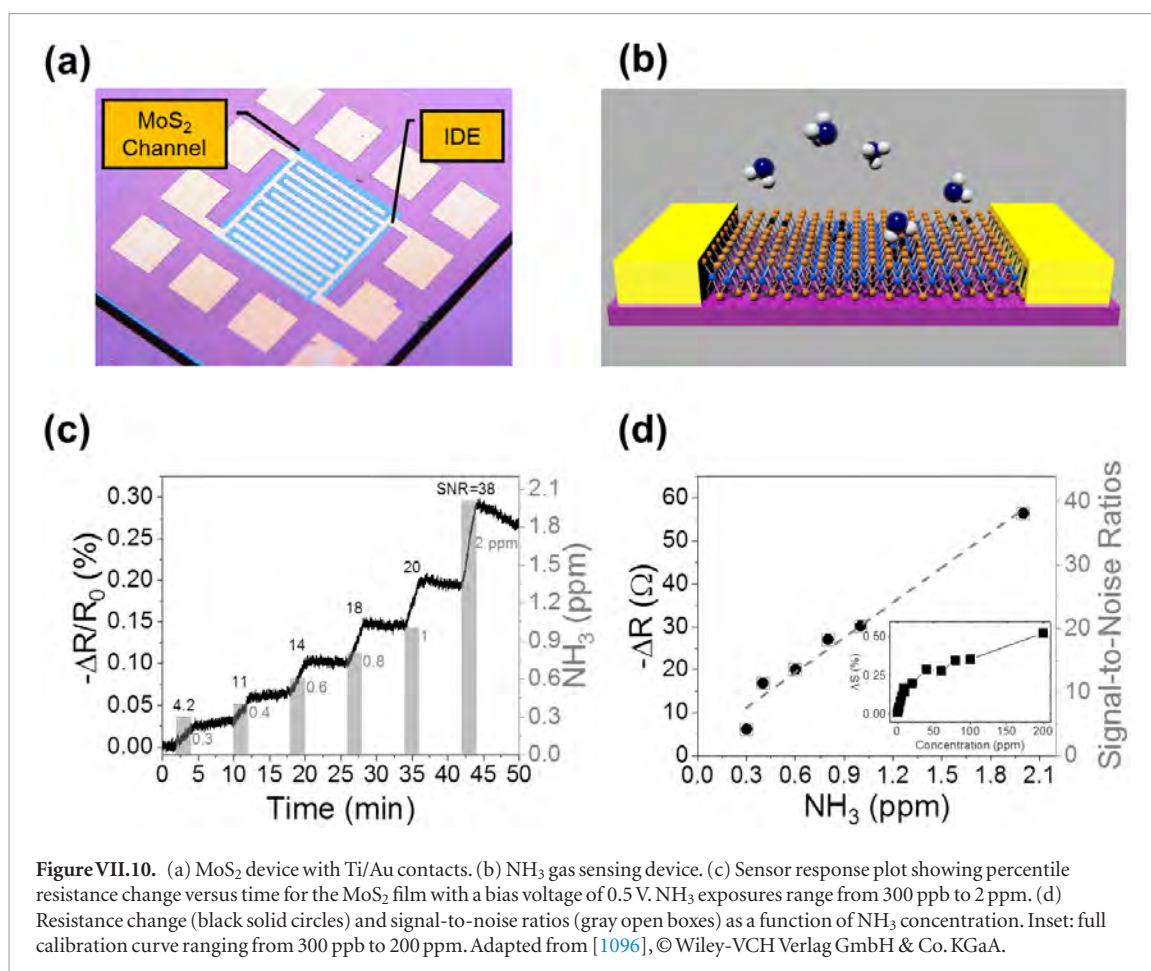 (a)
MoS₂
Channel
IDE
(b)
(c)
-ΔR/R₀ (%)
0.30
0.25
0.20
0.15
0.10
0.05
0.00
4.2
11
14
18
20
SNR=38
0.3
0.4
0.6
0.8
1
2 ppm
2.1
1.8
1.5
1.2
0.9
0.6
0.3
0.0
NH₃ (ppm)
0 5 10 15 20 25 30 35 40 45 50
Time (min)
(d)
-ΔR (Ω)
60
50
40
30
20
10
0
40
30
20
10
0
Signal-to-Noise Ratios
ΔS (%)
0.50
0.25
0.00
0 50 100 150 200
Concentration (ppm)
0.0 0.3 0.6 0.9 1.2 1.5 1.8 2.1
NH₃ (ppm)
Figure VII.10. (a) MoS₂ device with Ti/Au contacts. (b) NH₃ gas sensing device. (c) Sensor response plot showing percentile
resistance change versus time for the MoS₂ film with a bias voltage of 0.5 V. NH₃ exposures range from 300 ppb to 2 ppm. (d)
Resistance change (black solid circles) and signal-to-noise ratios (gray open boxes) as a function of NH₃ concentration. Inset: full
calibration curve ranging from 300 ppb to 200 ppm. Adapted from [1096], © Wiley-VCH Verlag GmbH & Co. KGaA.